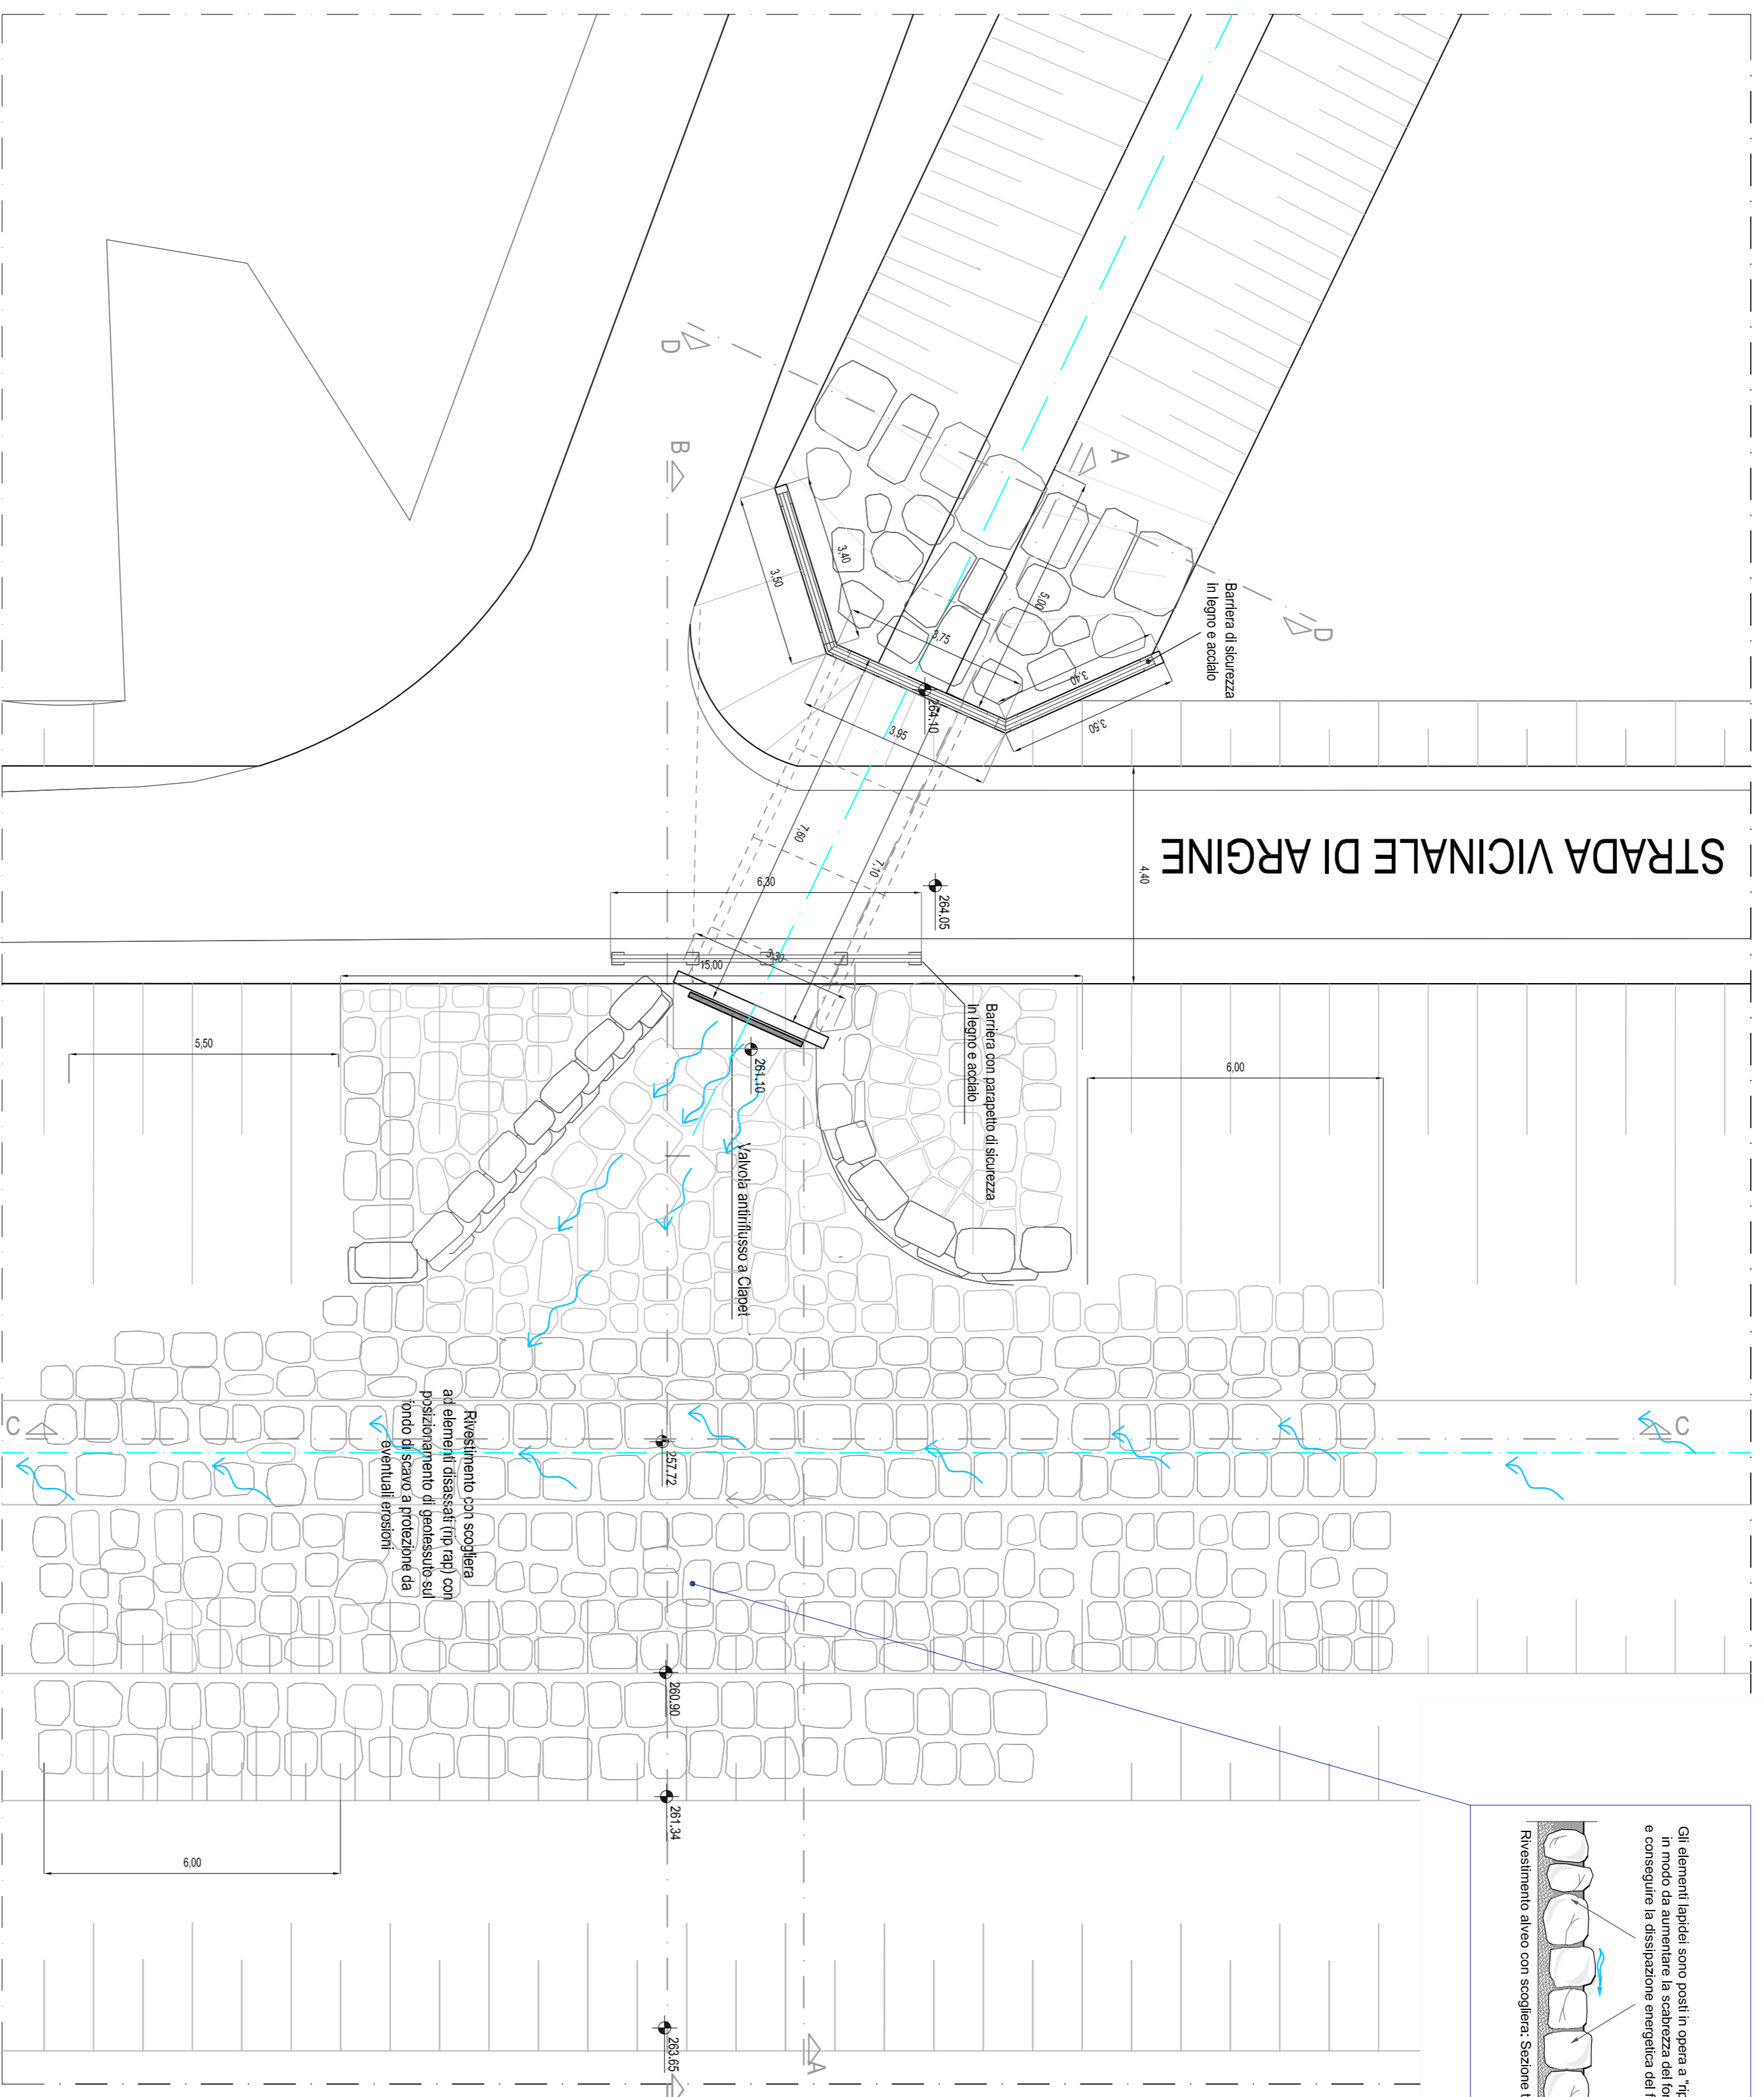 STRADA VICINALE DI ARGINE
Barriera di sicurezza
in legno e acciaio
Barriera con parapetto di sicurezza
in legno e acciaio
Valvola antiriflusso a Clapet
Rivestimento con scogliera
ad elementi disassati (rip rap) con
posizionamento di geotessuto sul
fondo di scavo a protezione da
eventuali erosioni
Gli elementi lapidei sono posti in opera a "rip
in modo da aumentare la scabrezza del fo
e conseguire la dissipazione energetica del f
Rivestimento alveo con scogliera: Sezione t
D
D
B
A
A
C
C
3,50
3,40
3,75
5,00
3,40
3,50
3,95
264.10
7,60
7,10
6,30
264.05
4,40
3,30
15,00
261.10
5,50
6,00
257.72
260.90
261.34
6,00
263.65